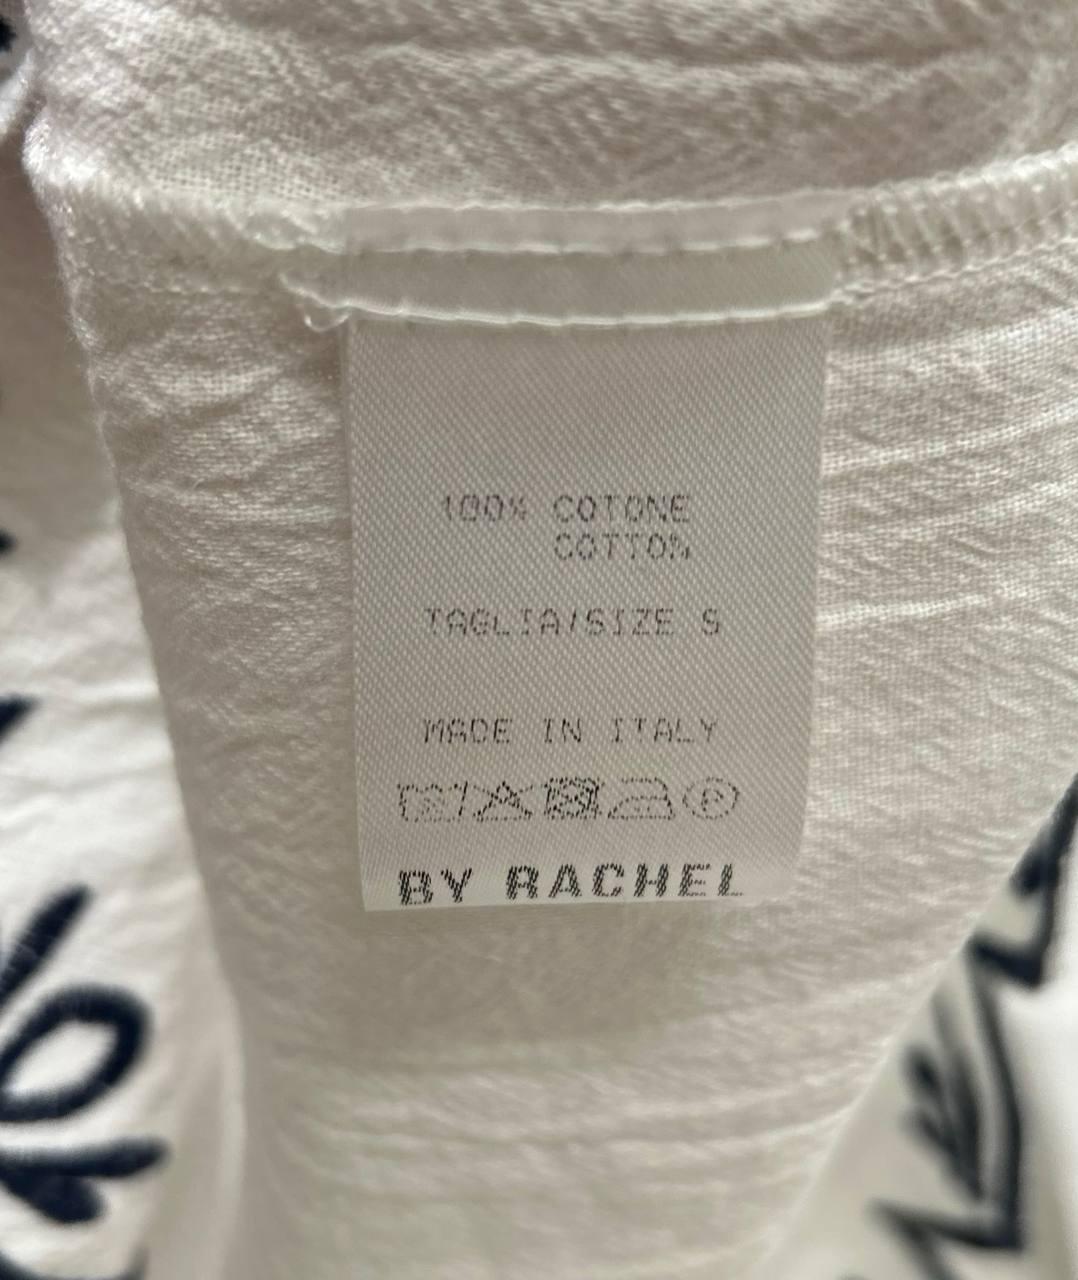 100% COTONE
COTTON
TAGLIA/SIZE S
MADE IN ITALY
P
BY RACHEL